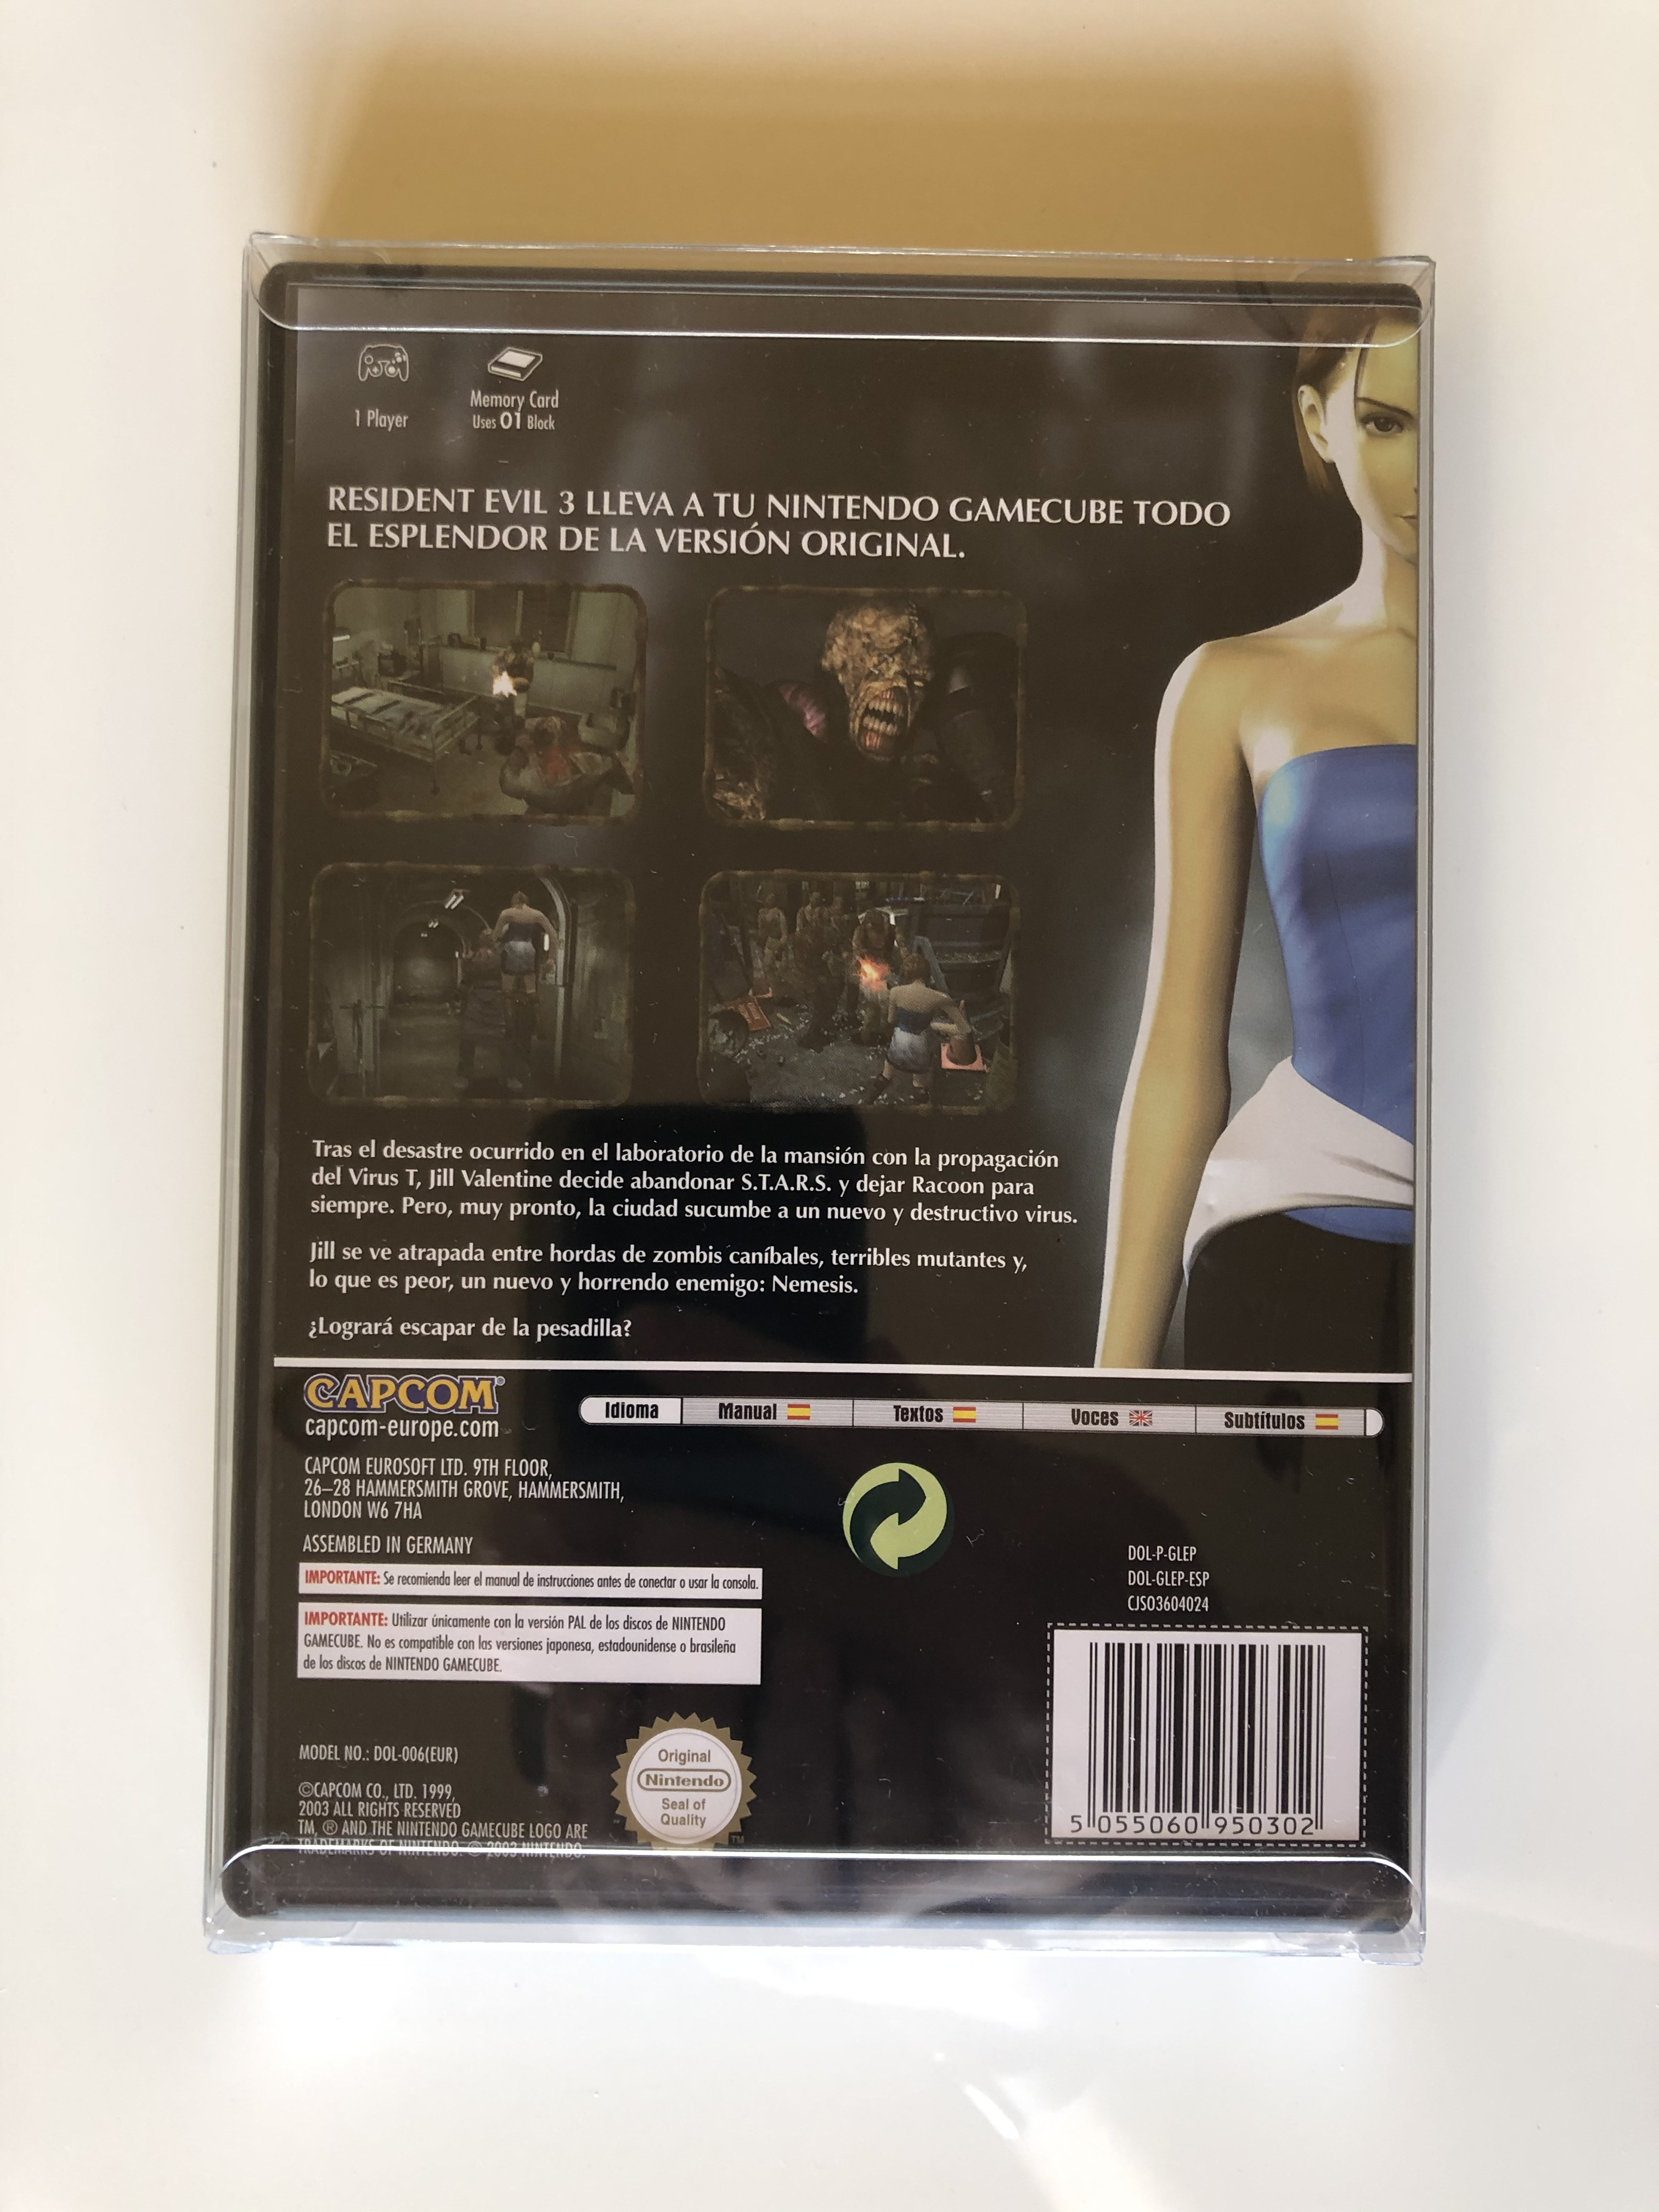 1 Player
Memory Card
Uses 01 Block
RESIDENT EVIL 3 LLEVA A TU NINTENDO GAMECUBE TODO
EL ESPLENDOR DE LA VERSIÓN ORIGINAL.
Tras el desastre ocurrido en el laboratorio de la mansión con la propagación
del Virus T, Jill Valentine decide abandonar S.T.A.R.S. y dejar Racoon para
siempre. Pero, muy pronto, la ciudad sucumbe a un nuevo y destructivo virus.
Jill se ve atrapada entre hordas de zombis caníbales, terribles mutantes y,
lo que es peor, un nuevo y horrendo enemigo: Nemesis.
¿Logrará escapar de la pesadilla?
CAPCOM®
capcom-europe.com
Idioma Manual Textos Voces Subtítulos
CAPCOM EUROSOFT LTD. 9TH FLOOR,
26–28 HAMMERSMITH GROVE, HAMMERSMITH,
LONDON W6 7HA
ASSEMBLED IN GERMANY
IMPORTANTE: Se recomienda leer el manual de instrucciones antes de conectar o usar la consola.
IMPORTANTE: Utilizar únicamente con la versión PAL de los discos de NINTENDO
GAMECUBE. No es compatible con las versiones japonesa, estadounidense o brasileña
de los discos de NINTENDO GAMECUBE.
DOL-P-GLEP
DOL-GLEP-ESP
CJS03604024
MODEL NO.: DOL-006(EUR)
©CAPCOM CO., LTD. 1999,
2003 ALL RIGHTS RESERVED
TM, ® AND THE NINTENDO GAMECUBE LOGO ARE
TRADEMARKS OF NINTENDO. © 2003 NINTENDO.
Original
Nintendo
Seal of
Quality
TM
5 055060 950302